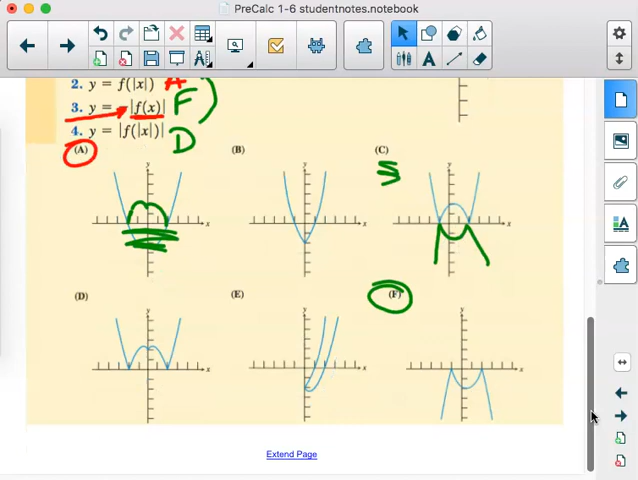 PreCalc 1-6 studentnotes.notebook
2. y = f(|x|) A
3. y = -|f(x)| F
4. y = |f(|x|)| D
(A) (B) (C)
y y y
x x x
(D) (E) (F)
y y y
x x x
Extend Page